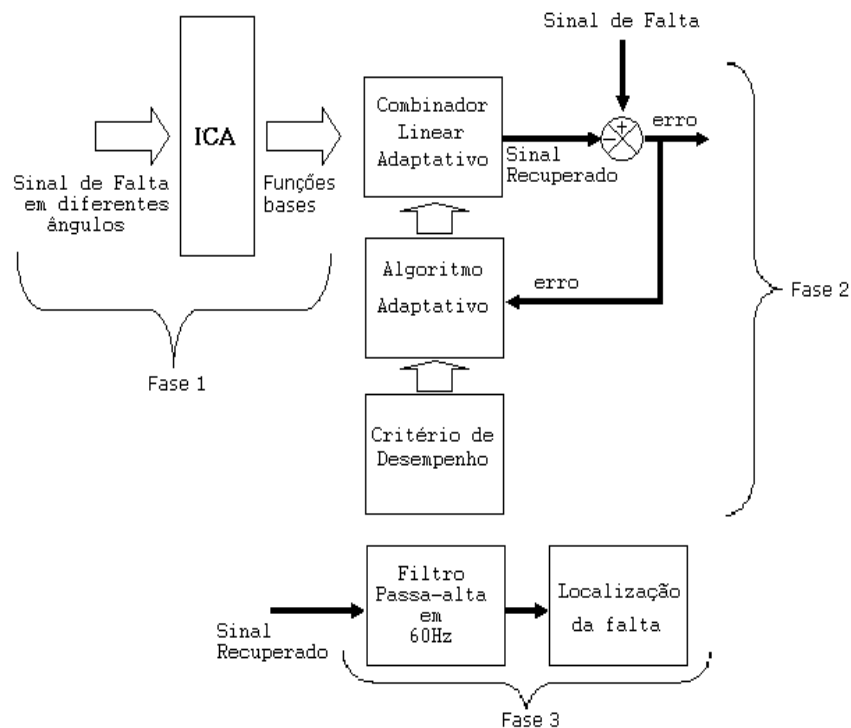 Sinal de Falta
ICA
Sinal de Falta
em diferentes
ângulos
Funções
bases
Fase 1
Combinador
Linear
Adaptativo
Sinal
Recuperado
+
−
erro
Algoritmo
Adaptativo
erro
Critério de
Desempenho
Fase 2
Sinal
Recuperado
Filtro
Passa-alta
em
60Hz
Localização
da falta
Fase 3